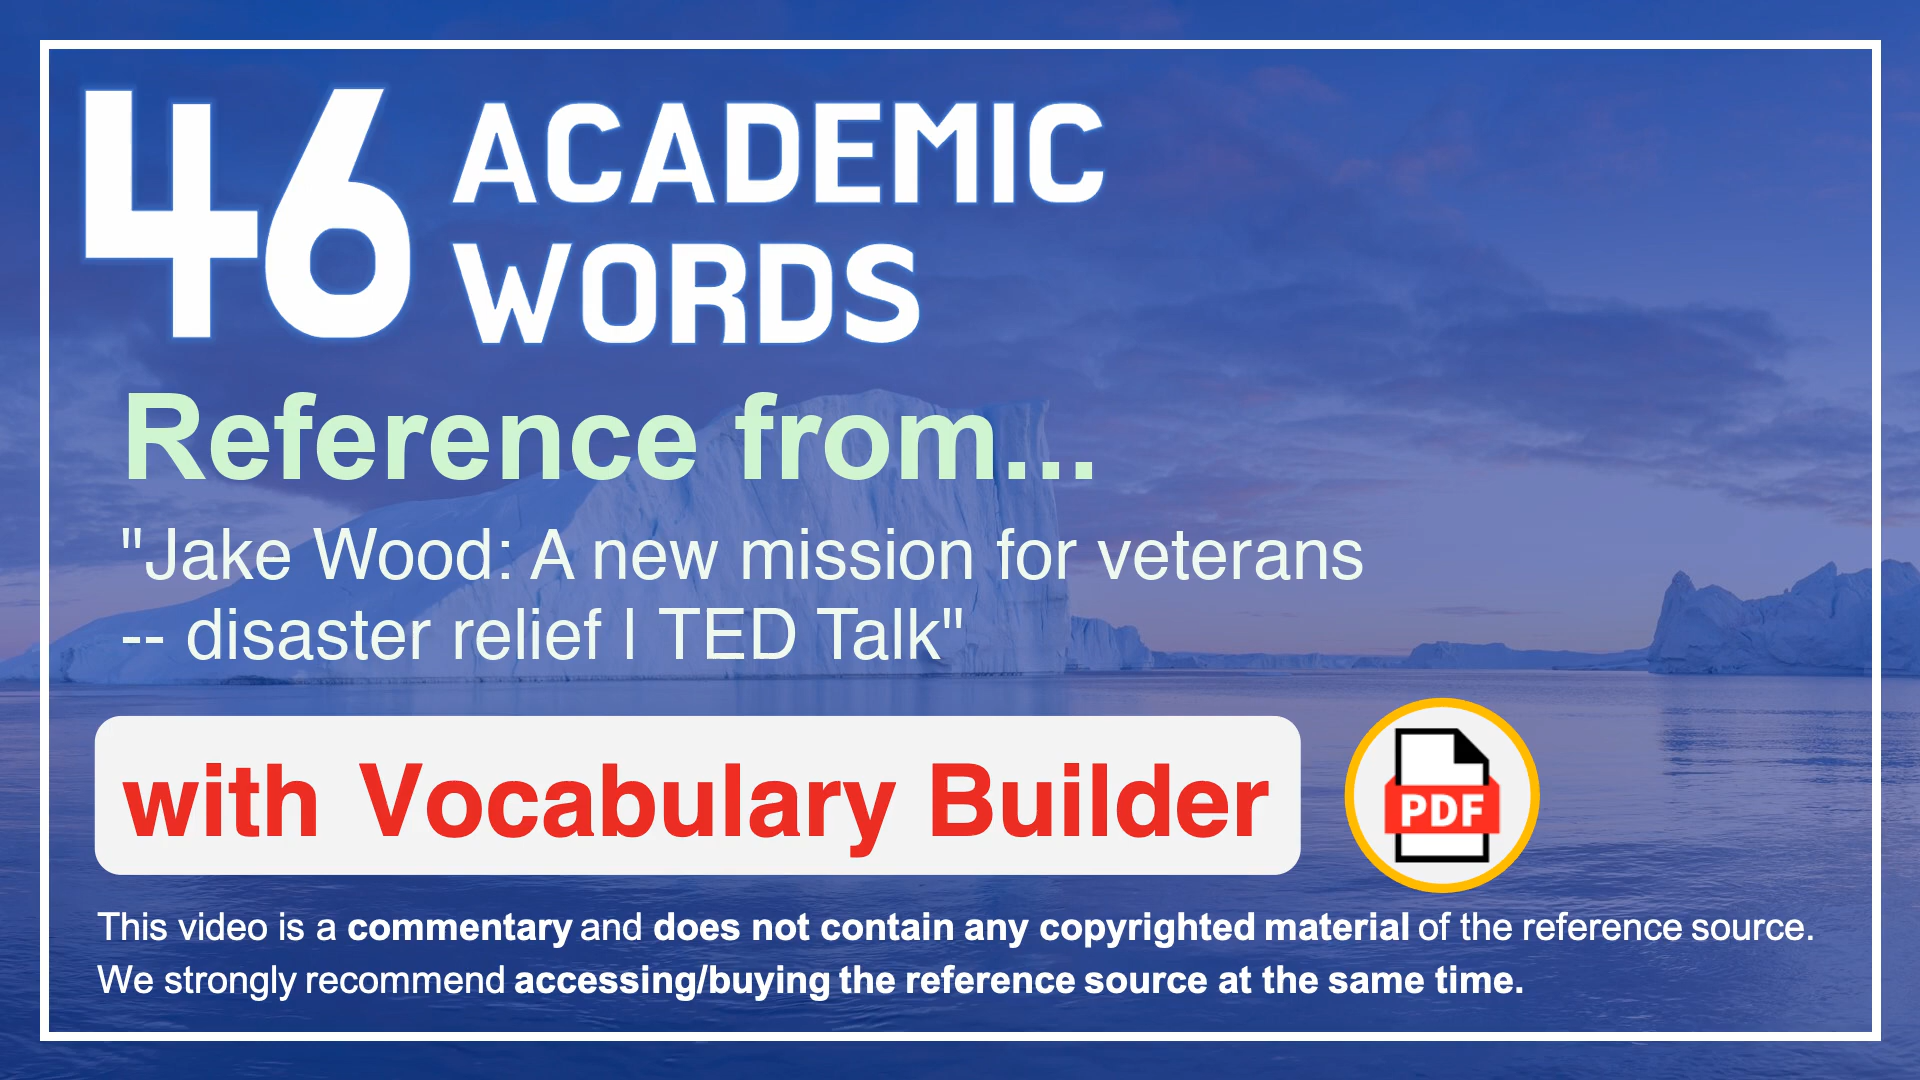 46 ACADEMIC
WORDS
Reference from...
"Jake Wood: A new mission for veterans
-- disaster relief | TED Talk"
with Vocabulary Builder
PDF
This video is a commentary and does not contain any copyrighted material of the reference source.
We strongly recommend accessing/buying the reference source at the same time.